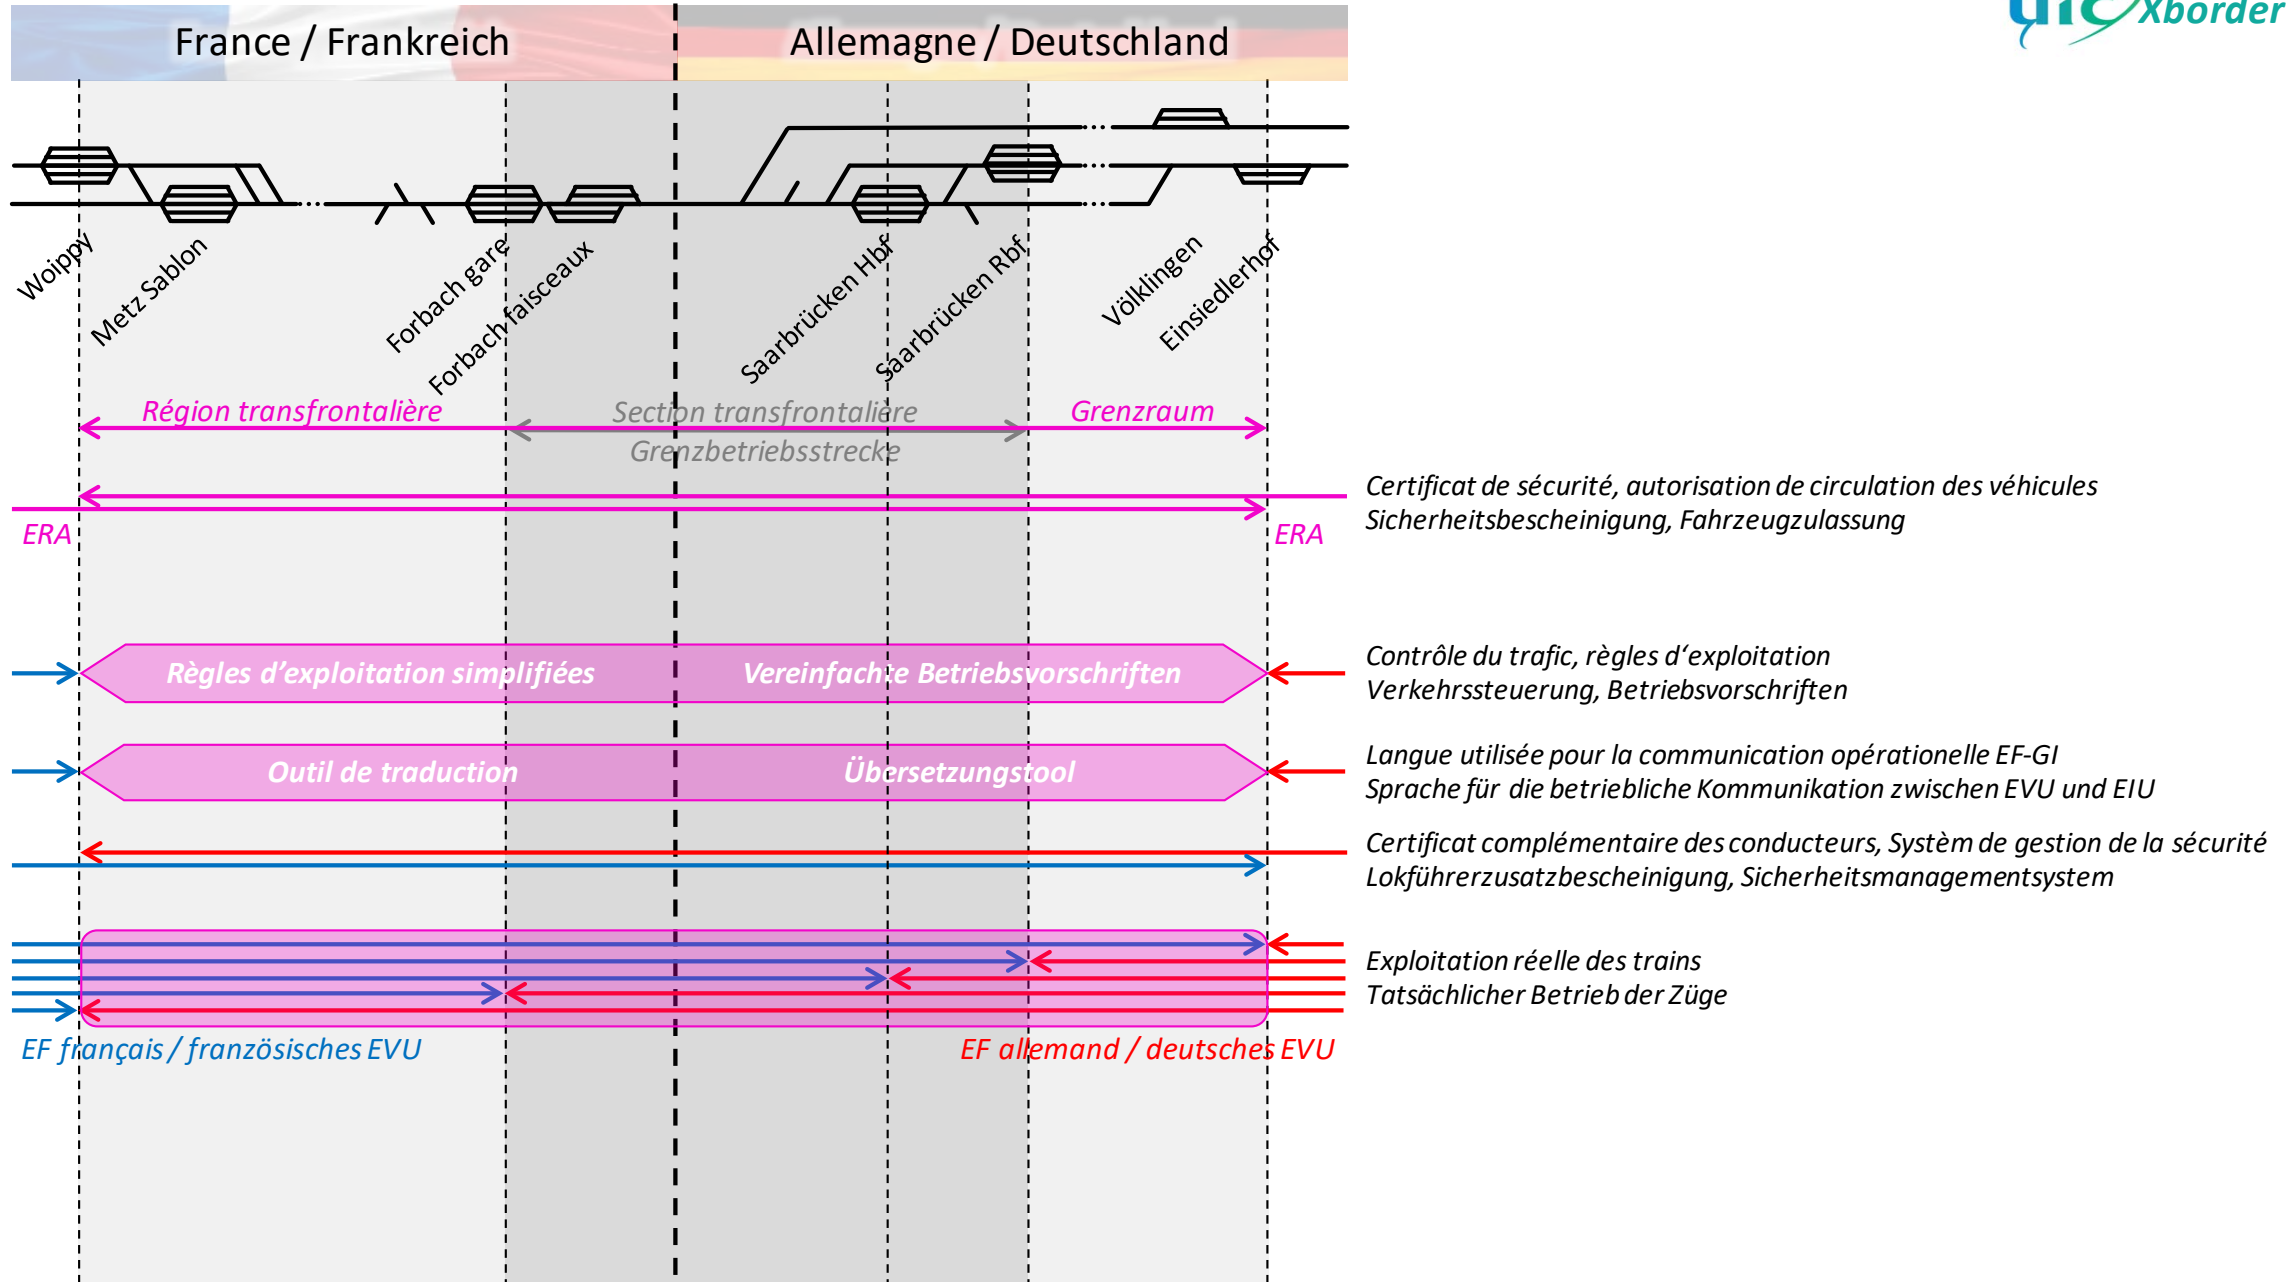 France / Frankreich
Allemagne / Deutschland
uic Xborder
Woippy
Metz Sablon
Forbach gare
Forbach faisceaux
Saarbrücken Hbf
Saarbrücken Rbf
Völklingen
Einsiedlerhof
Région transfrontalière
Section transfrontalière
Grenzraum
Grenzbetriebsstrecke
ERA
ERA
Certificat de sécurité, autorisation de circulation des véhicules
Sicherheitsbescheinigung, Fahrzeugzulassung
Règles d'exploitation simplifiées
Vereinfachte Betriebsvorschriften
Contrôle du trafic, règles d‘exploitation
Verkehrssteuerung, Betriebsvorschriften
Outil de traduction
Übersetzungstool
Langue utilisée pour la communication opérationelle EF-GI
Sprache für die betriebliche Kommunikation zwischen EVU und EIU
Certificat complémentaire des conducteurs, Systèm de gestion de la sécurité
Lokführerzusatzbescheinigung, Sicherheitsmanagementsystem
Exploitation réelle des trains
Tatsächlicher Betrieb der Züge
EF français / französisches EVU
EF allemand / deutsches EVU